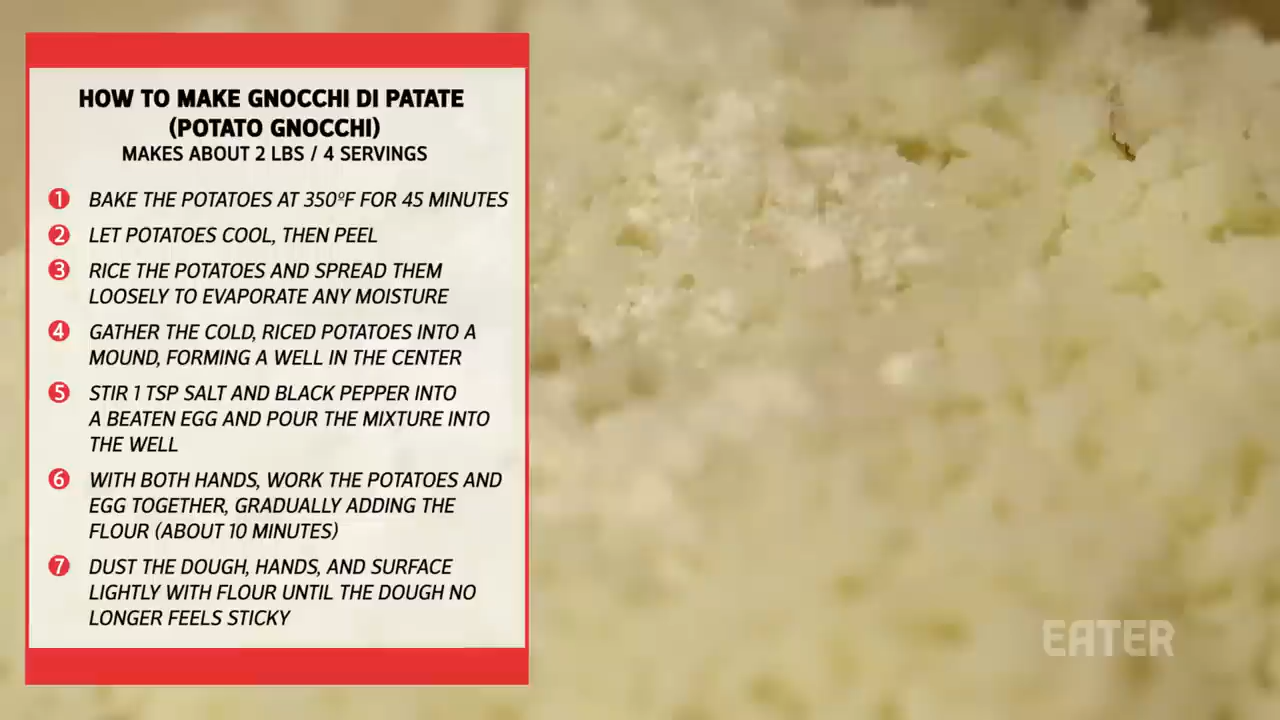 HOW TO MAKE GNOCCHI DI PATATE
(POTATO GNOCCHI)
MAKES ABOUT 2 LBS / 4 SERVINGS
1 BAKE THE POTATOES AT 350ºF FOR 45 MINUTES
2 LET POTATOES COOL, THEN PEEL
3 RICE THE POTATOES AND SPREAD THEM
LOOSELY TO EVAPORATE ANY MOISTURE
4 GATHER THE COLD, RICED POTATOES INTO A
MOUND, FORMING A WELL IN THE CENTER
5 STIR 1 TSP SALT AND BLACK PEPPER INTO
A BEATEN EGG AND POUR THE MIXTURE INTO
THE WELL
6 WITH BOTH HANDS, WORK THE POTATOES AND
EGG TOGETHER, GRADUALLY ADDING THE
FLOUR (ABOUT 10 MINUTES)
7 DUST THE DOUGH, HANDS, AND SURFACE
LIGHTLY WITH FLOUR UNTIL THE DOUGH NO
LONGER FEELS STICKY
EATER